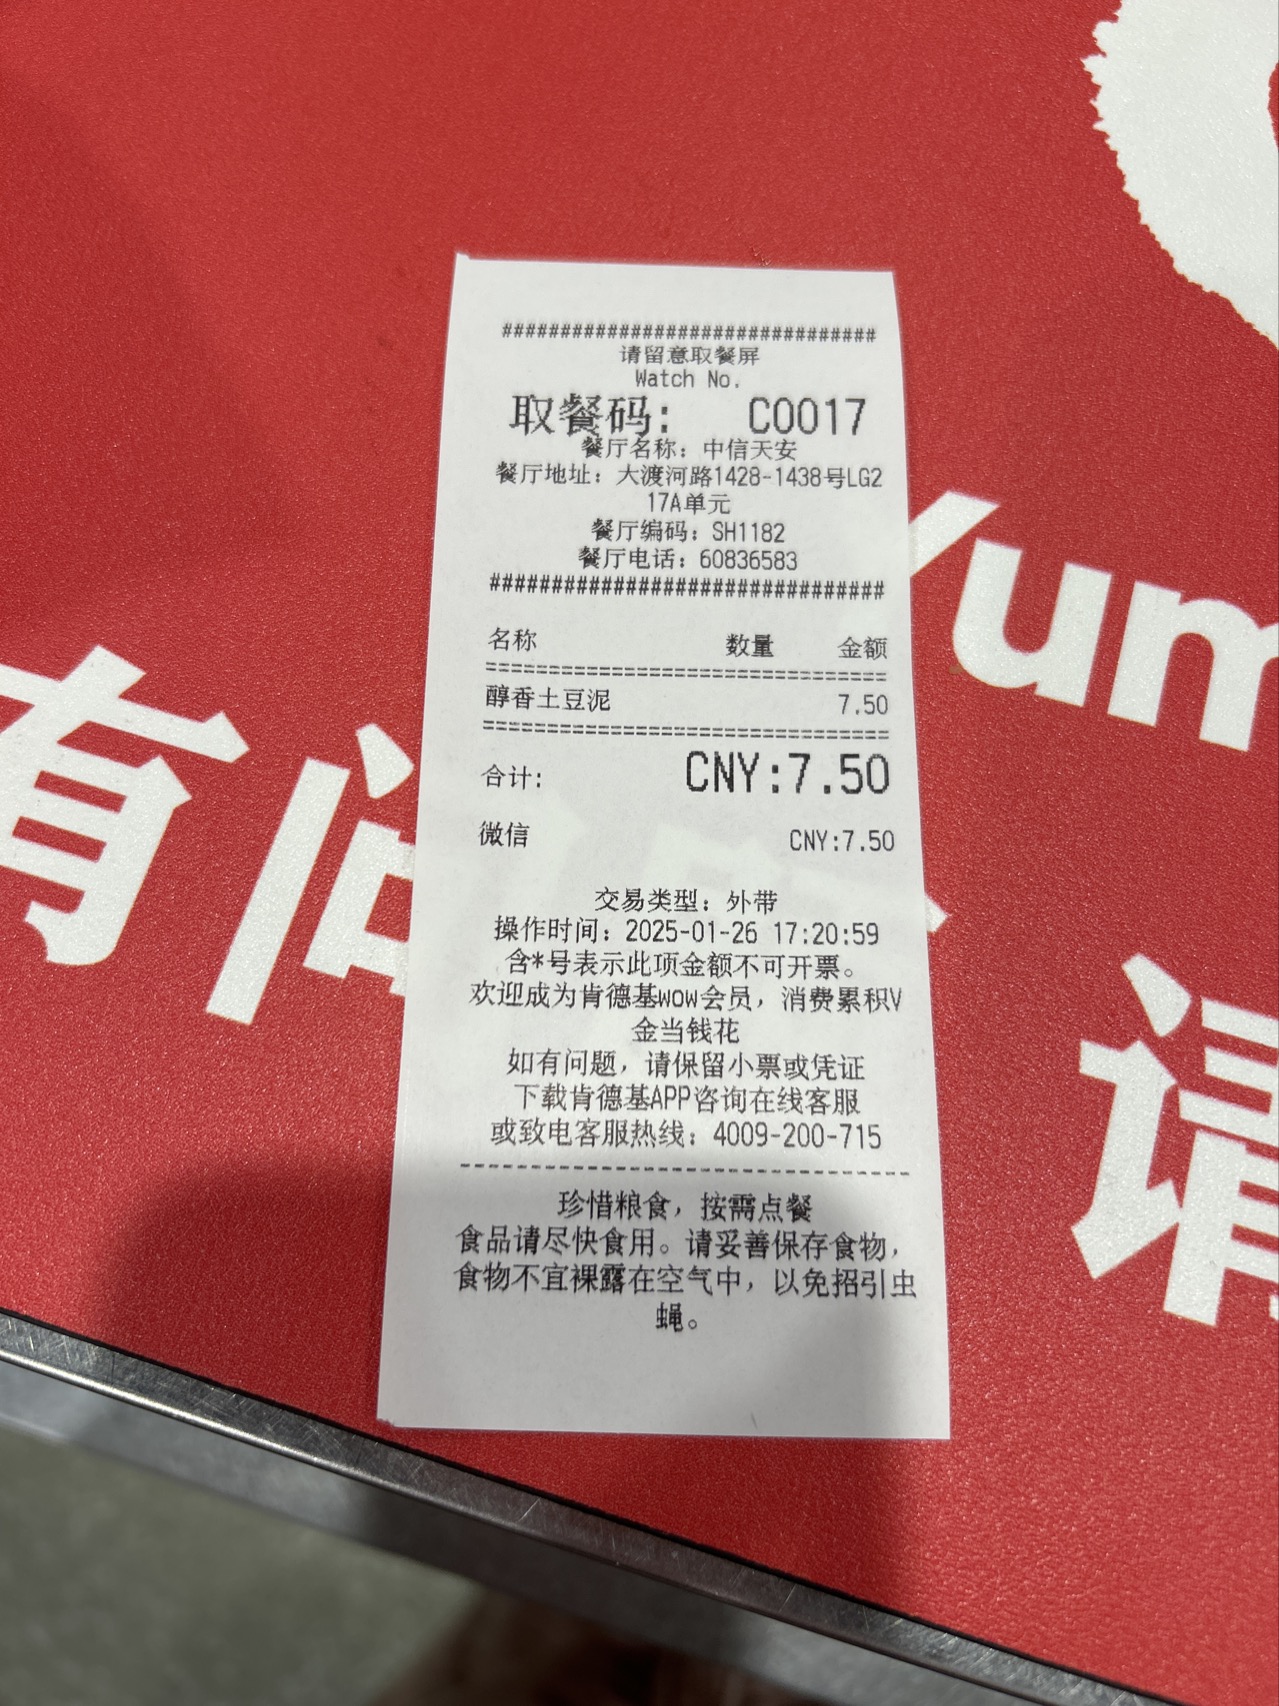 ################################
请留意取餐屏
Watch No.
取餐码: C0017
餐厅名称: 中信天安
餐厅地址: 大渡河路1428-1438号LG2
17A单元
餐厅编码: SH1182
餐厅电话: 60836583
################################
名称 数量 金额
================================
醇香土豆泥 7.50
================================
合计: CNY:7.50
微信 CNY:7.50
交易类型: 外带
操作时间: 2025-01-26 17:20:59
含*号表示此项金额不可开票。
欢迎成为肯德基wow会员, 消费累积V
金当钱花
如有问题, 请保留小票或凭证
下载肯德基APP咨询在线客服
或致电客服热线: 4009-200-715
--------------------------------
珍惜粮食, 按需点餐
食品请尽快食用。请妥善保存食物,
食物不宜裸露在空气中, 以免招引虫
蝇。
Yum
有问
请